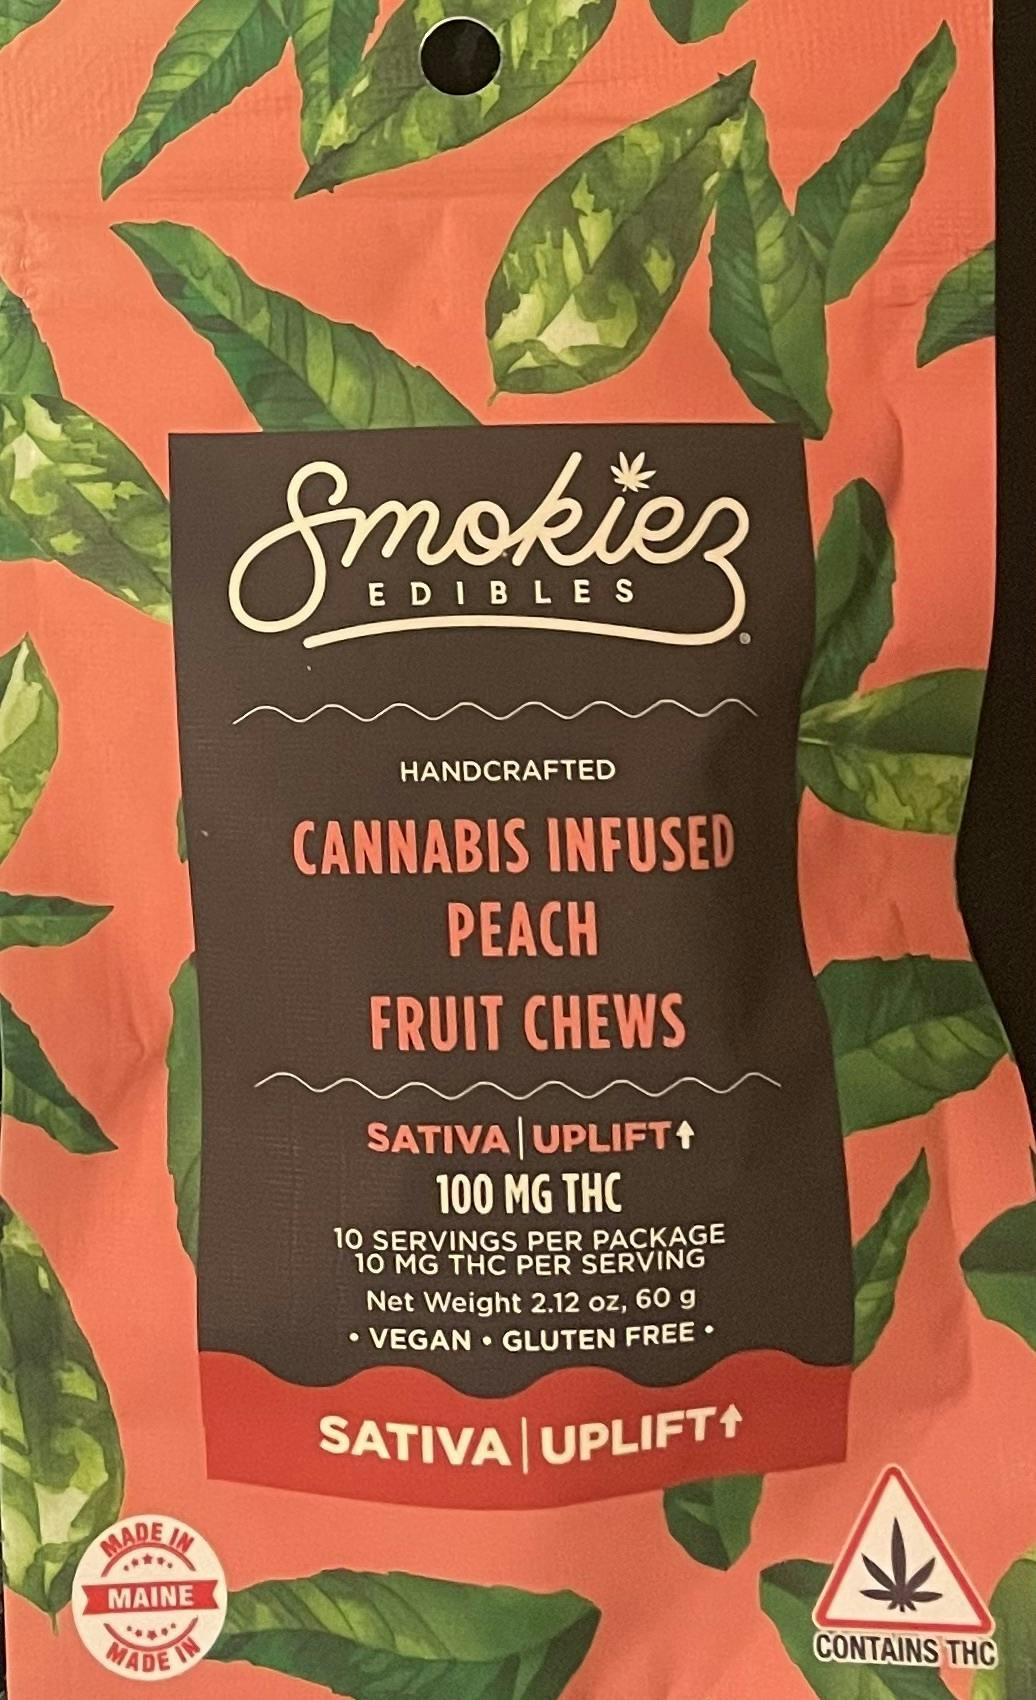 Smokiez
EDIBLES
®
HANDCRAFTED
CANNABIS INFUSED
PEACH
FRUIT CHEWS
SATIVA | UPLIFT↑
100 MG THC
10 SERVINGS PER PACKAGE
10 MG THC PER SERVING
Net Weight 2.12 oz, 60 g
• VEGAN • GLUTEN FREE •
SATIVA | UPLIFT↑
MADE IN
MAINE
MADE IN
CONTAINS THC